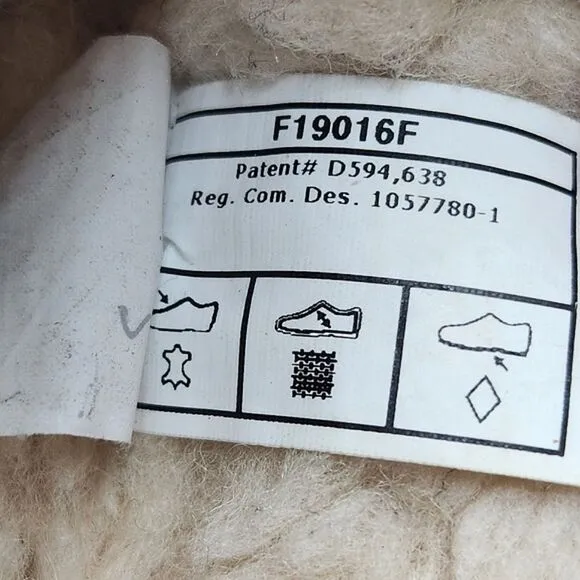 F19016F
Patent# D594,638
Reg. Com. Des. 1057780-1